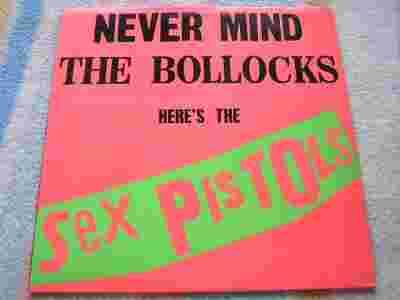 NEVER MIND
THE BOLLOCKS
HERE'S THE
Sex PiSTOLS